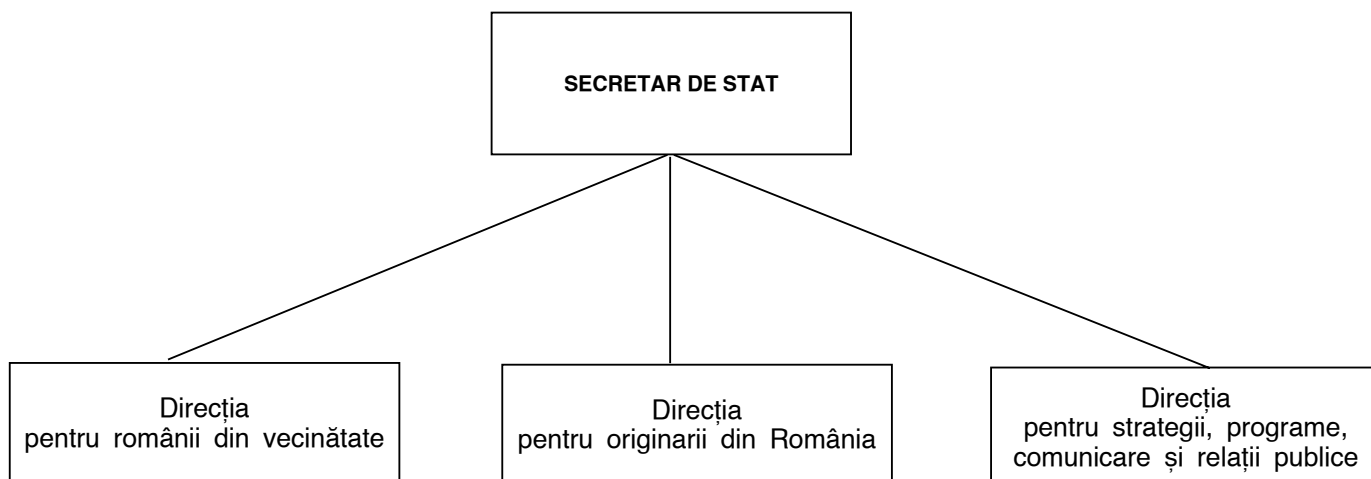 SECRETAR DE STAT
Direcția
pentru românii din vecinătate
Direcția
pentru originarii din România
Direcția
pentru strategii, programe,
comunicare și relații publice